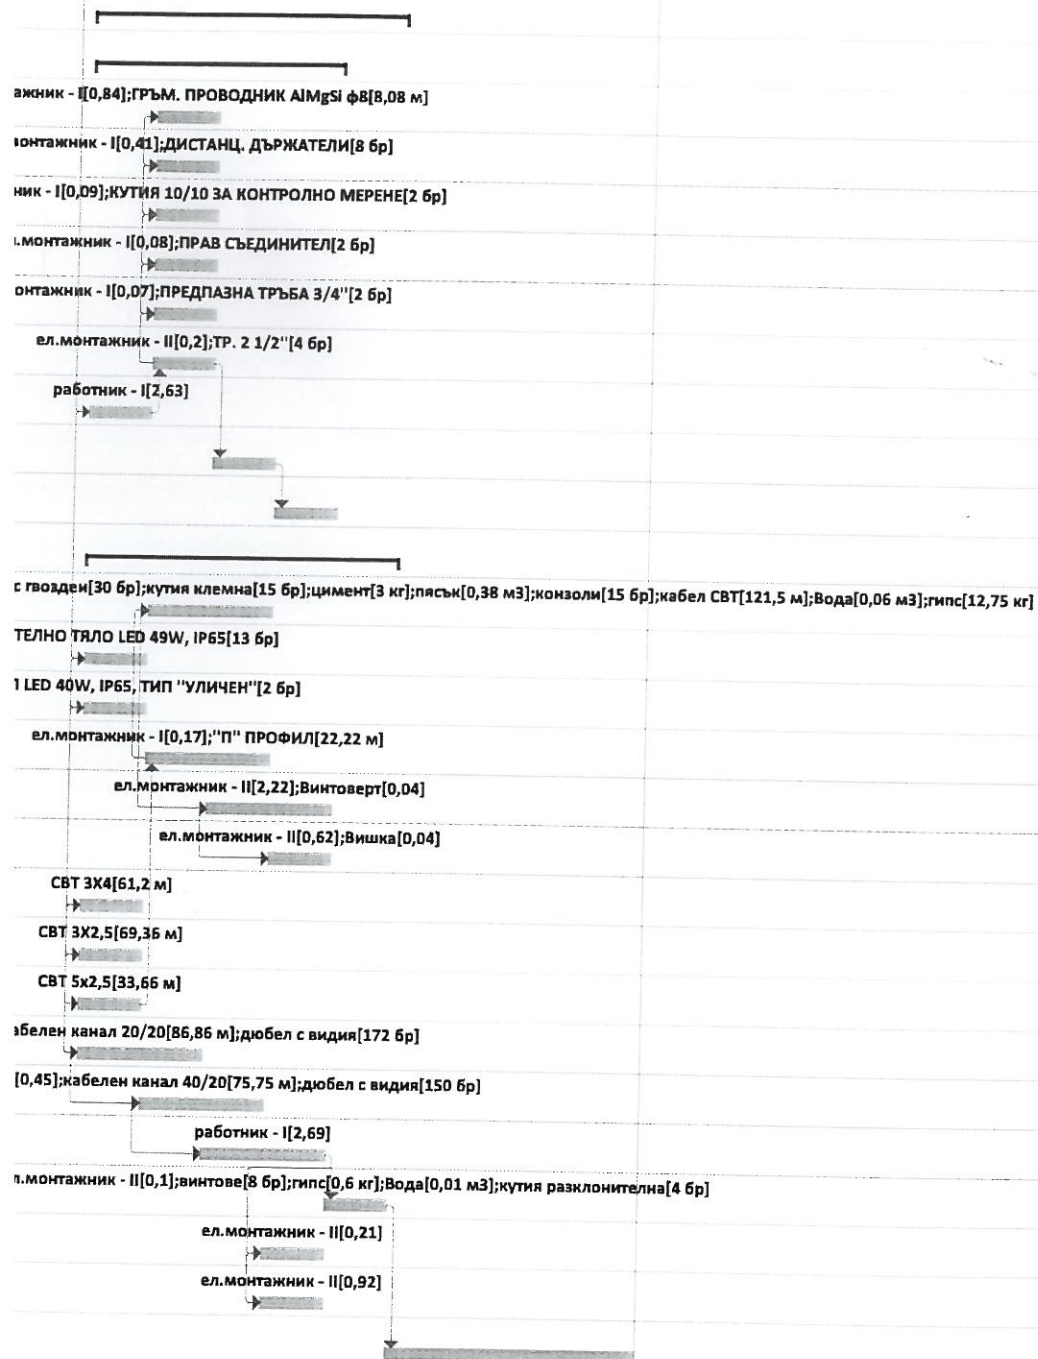 ажник - I[0,84];ГРЪМ. ПРОВОДНИК AlMgSi ф8[8,08 м]
монтажник - I[0,41];ДИСТАНЦ. ДЪРЖАТЕЛИ[8 бр]
ник - I[0,09];КУТИЯ 10/10 ЗА КОНТРОЛНО МЕРЕНЕ[2 бр]
л.монтажник - I[0,08];ПРАВ СЪЕДИНИТЕЛ[2 бр]
онтажник - I[0,07];ПРЕДПАЗНА ТРЪБА 3/4"[2 бр]
ел.монтажник - II[0,2];ТР. 2 1/2"[4 бр]
работник - I[2,63]
с гвоздеи[30 бр];кутия клемна[15 бр];цимент[3 кг];пясък[0,38 м3];конзоли[15 бр];кабел СВТ[121,5 м];Вода[0,06 м3];гипс[12,75 кг]
ТЕЛНО ТЯЛО LED 49W, IP65[13 бр]
Л LED 40W, IP65, ТИП "УЛИЧЕН"[2 бр]
ел.монтажник - I[0,17];"П" ПРОФИЛ[22,22 м]
ел.монтажник - II[2,22];Винтоверт[0,04]
ел.монтажник - II[0,62];Вишка[0,04]
СВТ 3Х4[61,2 м]
СВТ 3Х2,5[69,36 м]
СВТ 5х2,5[33,66 м]
абелен канал 20/20[86,86 м];дюбел с видия[172 бр]
[0,45];кабелен канал 40/20[75,75 м];дюбел с видия[150 бр]
работник - I[2,69]
л.монтажник - II[0,1];винтове[8 бр];гипс[0,6 кг];Вода[0,01 м3];кутия разклонителна[4 бр]
ел.монтажник - II[0,21]
ел.монтажник - II[0,92]